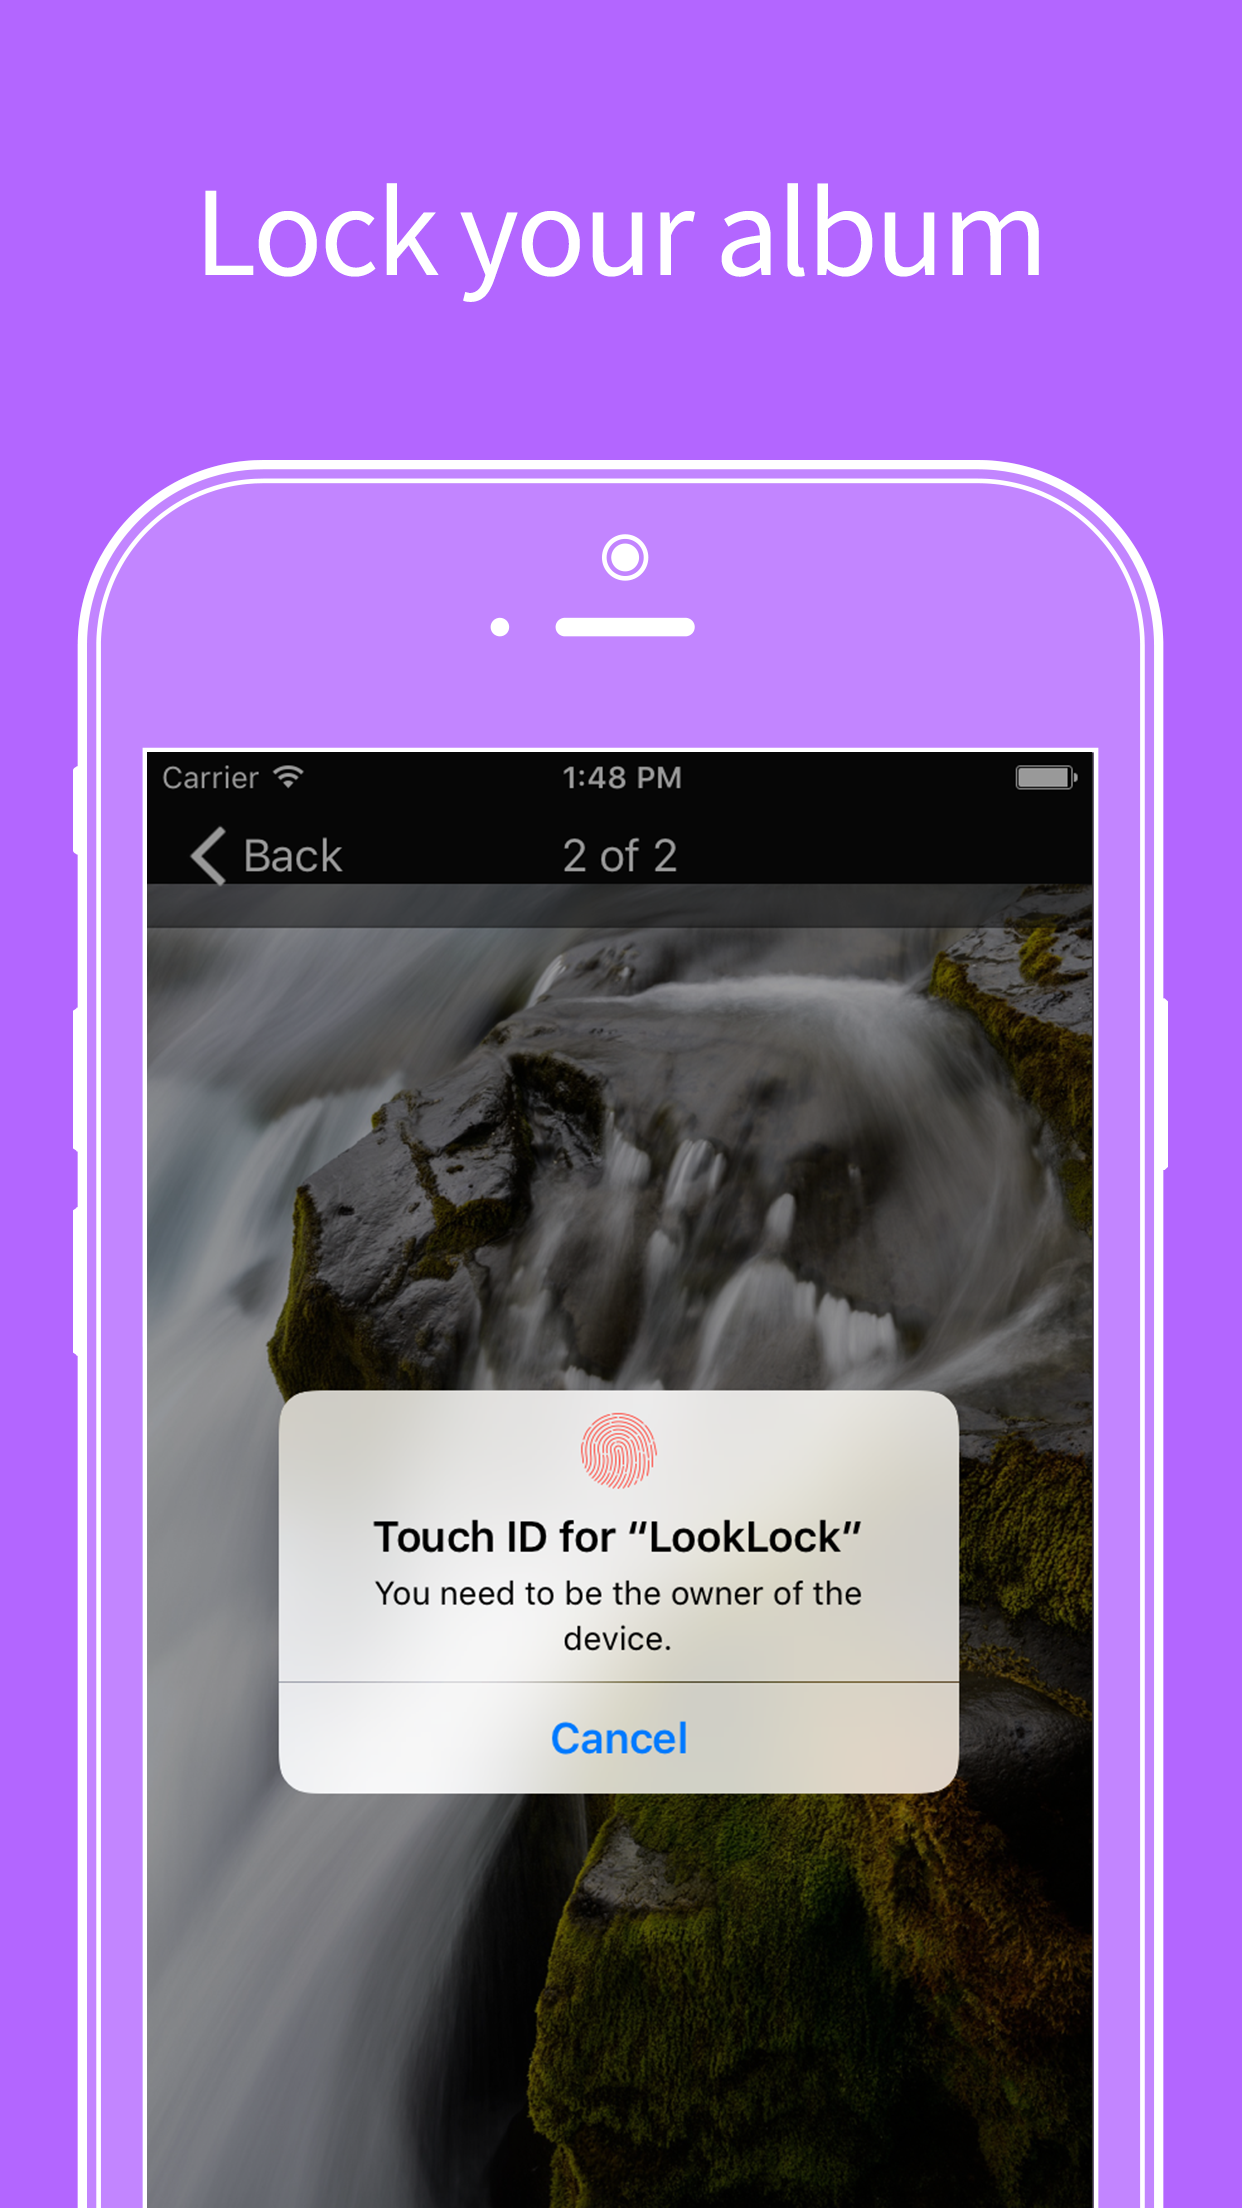 Lock your album
Carrier
1:48 PM
Back
2 of 2
Touch ID for “LookLock”
You need to be the owner of the
device.
Cancel